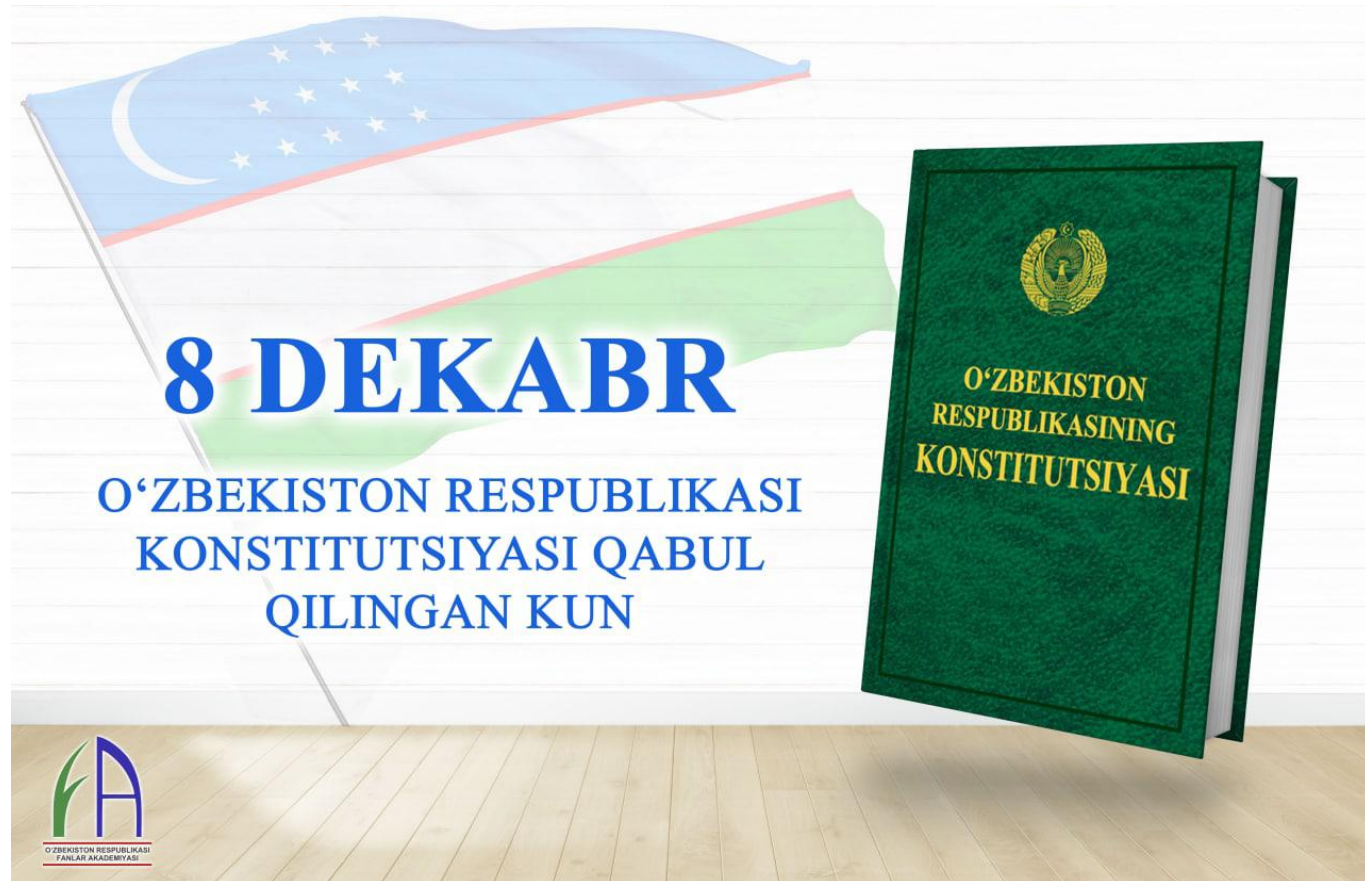 8 DEKABR
O‘ZBEKISTON RESPUBLIKASI
KONSTITUTSIYASI QABUL
QILINGAN KUN
O‘ZBEKISTON
RESPUBLIKASINING
KONSTITUTSIYASI
O‘ZBEKISTON RESPUBLIKASI
FANLAR AKADEMIYASI